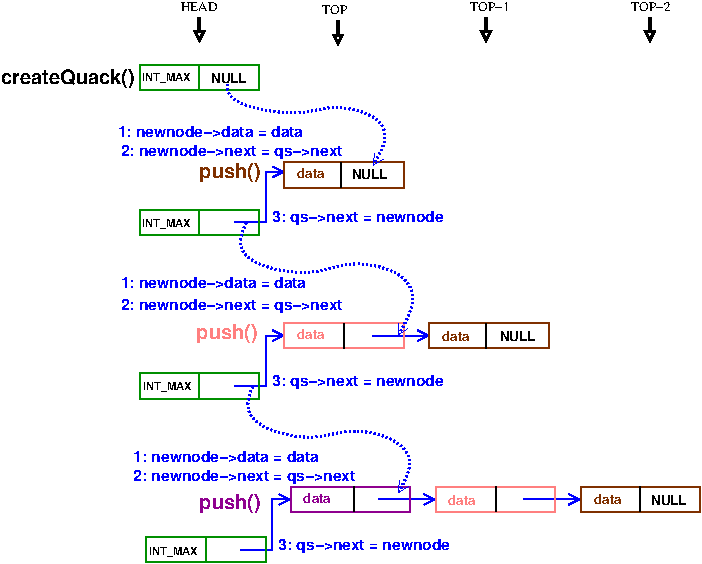 HEAD TOP TOP-1 TOP-2
createQuack() INT_MAX NULL
1: newnode->data = data
2: newnode->next = qs->next
push() data NULL
INT_MAX 3: qs->next = newnode
1: newnode->data = data
2: newnode->next = qs->next
push() data data NULL
INT_MAX 3: qs->next = newnode
1: newnode->data = data
2: newnode->next = qs->next
push() data data data NULL
INT_MAX 3: qs->next = newnode